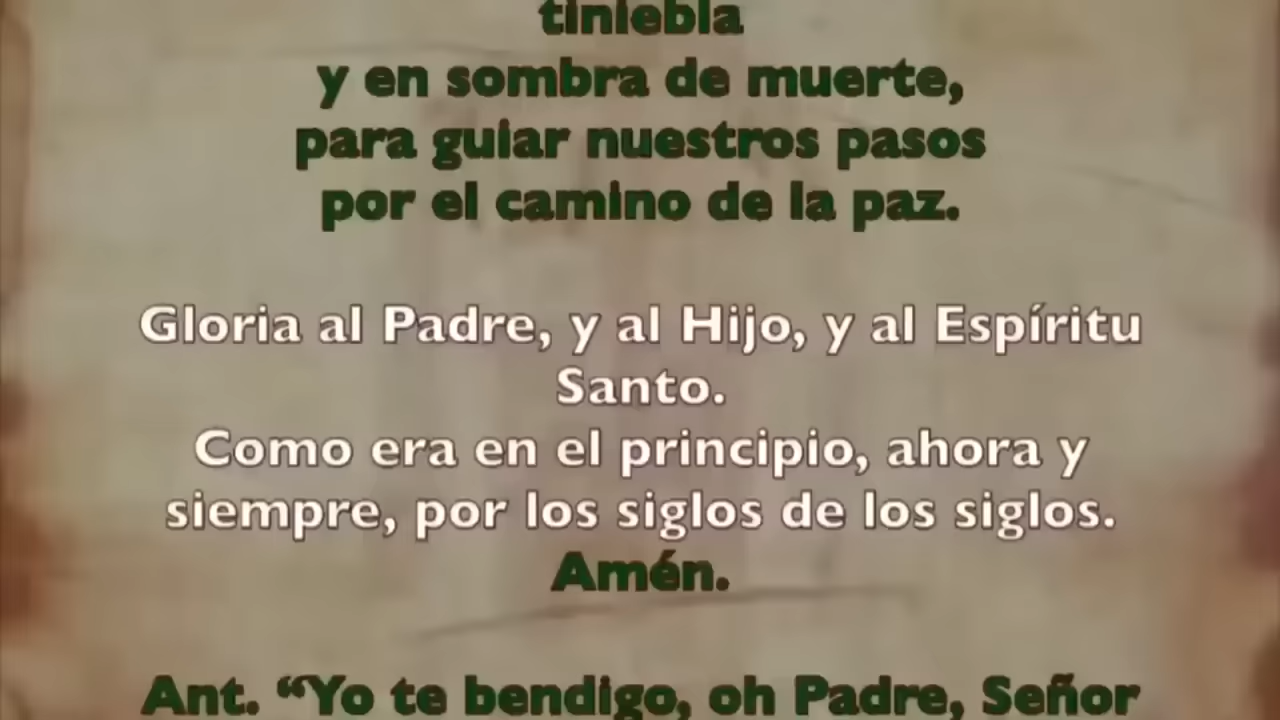 tiniebla
y en sombra de muerte,
para guiar nuestros pasos
por el camino de la paz.
Gloria al Padre, y al Hijo, y al Espíritu
Santo.
Como era en el principio, ahora y
siempre, por los siglos de los siglos.
Amén.
Ant. “Yo te bendigo, oh Padre, Señor